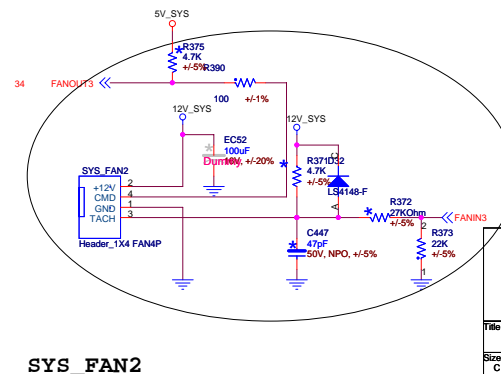 5V_SYS
R375
4.7K
+/-5%
R390
34 FANOUT3
100 +/-1%
12V_SYS
EC52
100uF
Dummy
16V, +/-20%
12V_SYS
R371
4.7K
+/-5%
D32
LS4148-F
C
A
SYS_FAN2
+12V 2
CMD 4
GND 1
TACH 3
Header_1X4 FAN4P
R372
27KOhm
+/-5%
FANIN3
2
R373
22K
+/-5%
1
C447
47pF
50V, NPO, +/-5%
SYS_FAN2
Title
Size
C